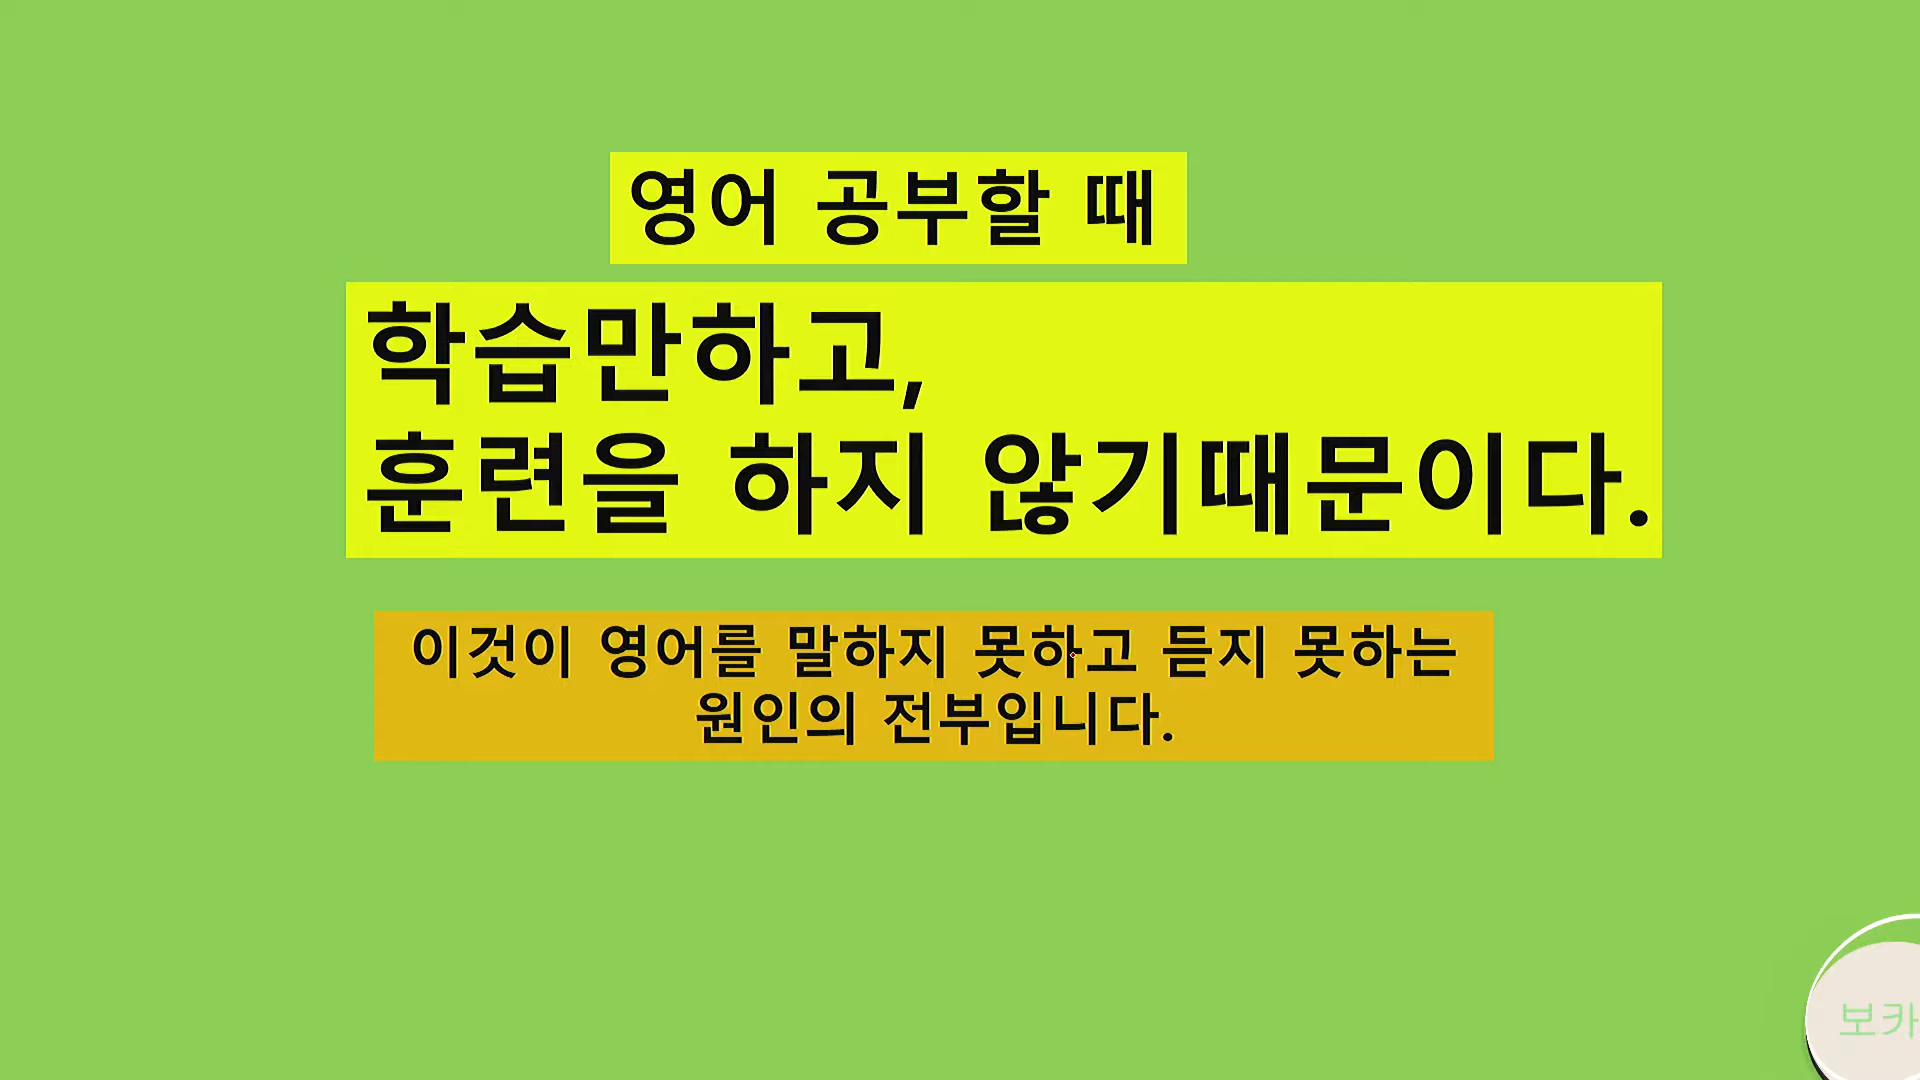 영어 공부할 때
학습만하고,
훈련을 하지 않기때문이다.
이것이 영어를 말하지 못하고 듣지 못하는
원인의 전부입니다.
보카